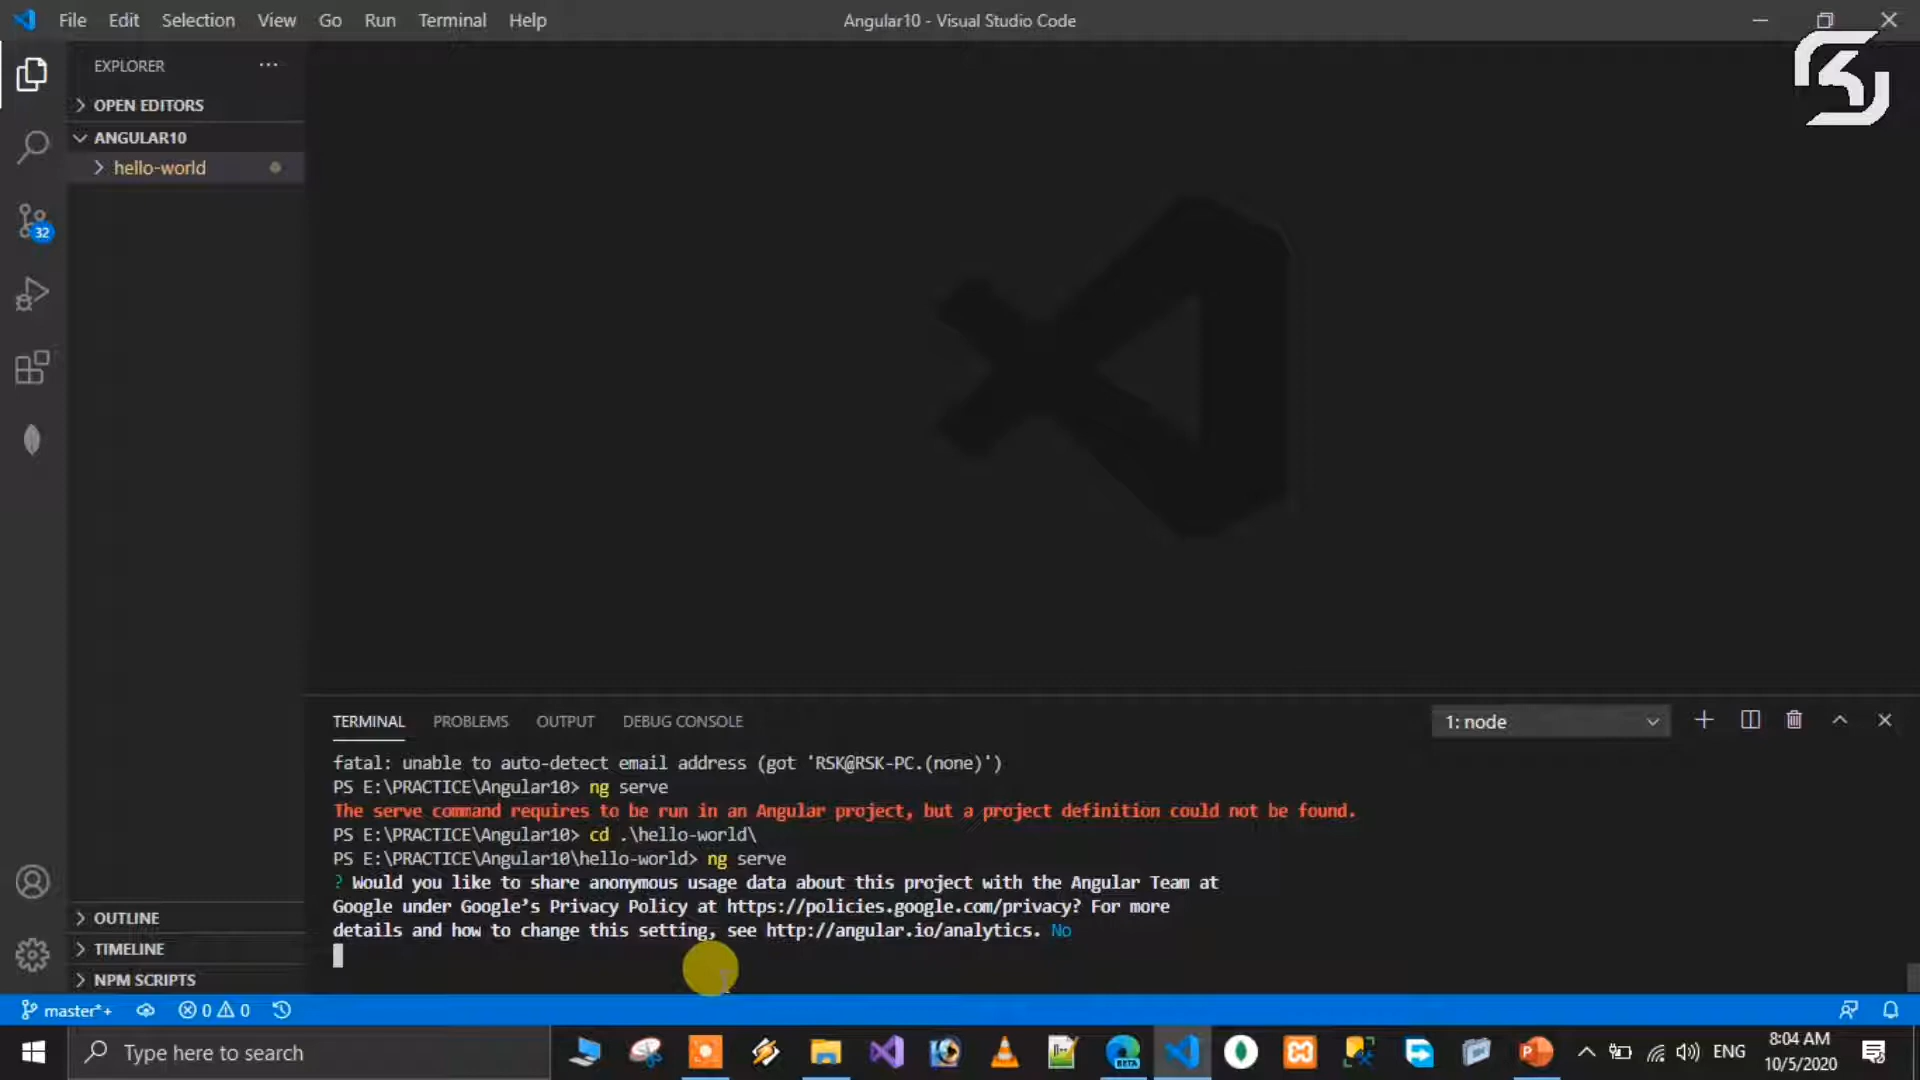 File Edit Selection View Go Run Terminal Help
Angular10 - Visual Studio Code
EXPLORER
OPEN EDITORS
ANGULAR10
hello-world
32
OUTLINE
TIMELINE
NPM SCRIPTS
TERMINAL PROBLEMS OUTPUT DEBUG CONSOLE
1: node
fatal: unable to auto-detect email address (got 'RSK@RSK-PC.(none)')
PS E:\PRACTICE\Angular10> ng serve
The serve command requires to be run in an Angular project, but a project definition could not be found.
PS E:\PRACTICE\Angular10> cd .\hello-world\
PS E:\PRACTICE\Angular10\hello-world> ng serve
? Would you like to share anonymous usage data about this project with the Angular Team at
Google under Google’s Privacy Policy at https://policies.google.com/privacy? For more
details and how to change this setting, see http://angular.io/analytics. No
master*+ 0 0
Type here to search
BETA
ENG
8:04 AM
10/5/2020